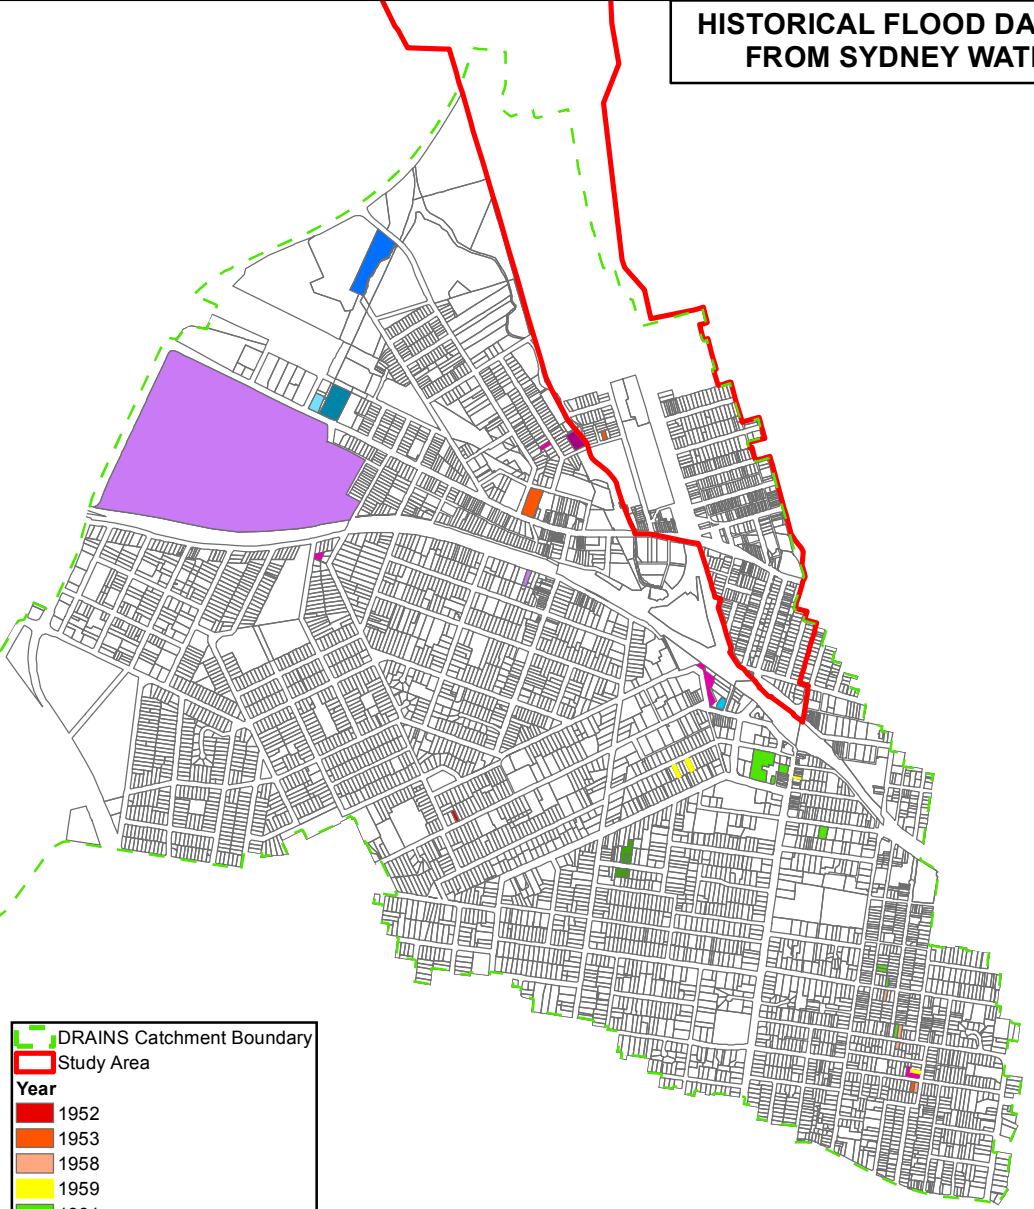 HISTORICAL FLOOD DA
FROM SYDNEY WAT
DRAINS Catchment Boundary
Study Area
Year
1952
1953
1958
1959